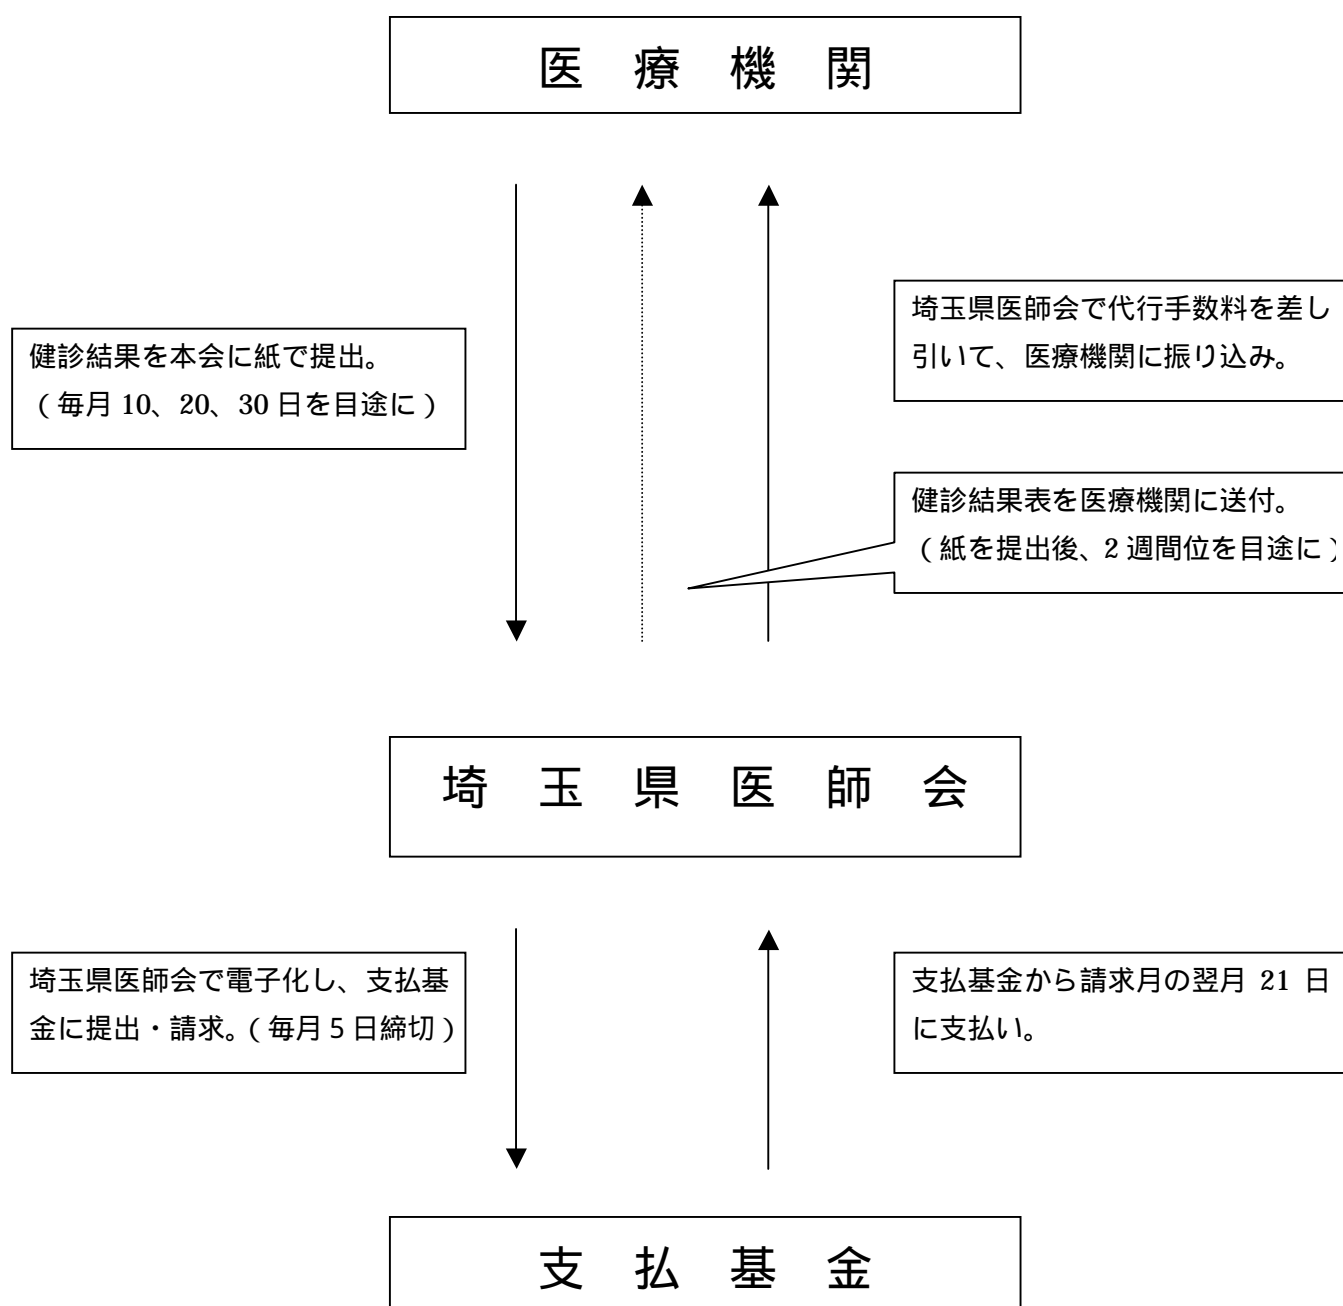 医 療 機 関
埼玉県医師会で代行手数料を差し
引いて、医療機関に振り込み。
健診結果を本会に紙で提出。
(毎月 10、20、30 日を目途に)
健診結果表を医療機関に送付。
(紙を提出後、2 週間位を目途に)
埼 玉 県 医 師 会
埼玉県医師会で電子化し、支払基
金に提出・請求。(毎月5日締切)
支払基金から請求月の翌月 21 日
に支払い。
支 払 基 金